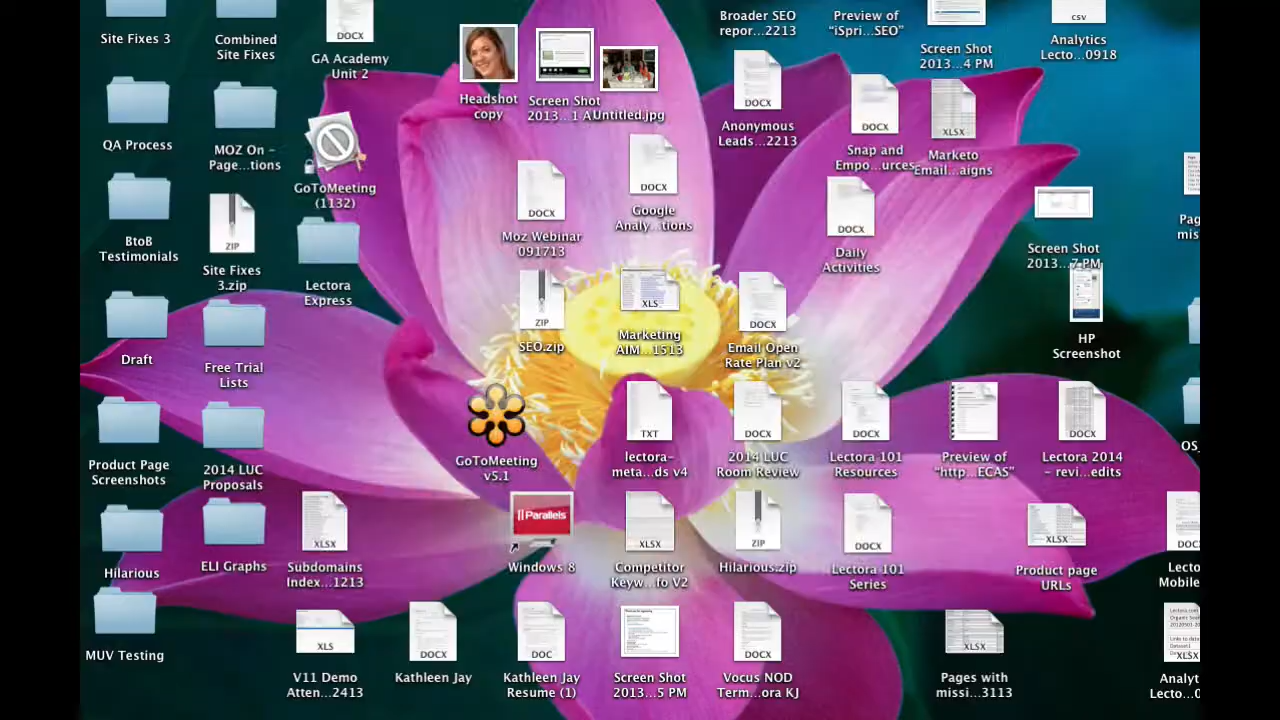 Site Fixes 3
Combined
Site Fixes
DOCX
GA Academy
Unit 2
Headshot
copy
Screen Shot
2013...1 A
Untitled.jpg
Broader SEO
repor...2213
Preview of
“iSpri...SEO”
Screen Shot
2013...4 PM
csv
Analytics
Lecto...0918
QA Process
MOZ On –
Page...tions
GoToMeeting
(1132)
DOCX
Anonymous
Leads...2213
DOCX
Snap and
Empo...urces
XLSX
Marketo
Email...aigns
DOCX
Moz Webinar
091713
DOCX
Google
Analy...tions
DOCX
Daily
Activities
Screen Shot
2013...7 PM
Pag
mis
BtoB
Testimonials
ZIP
Site Fixes
3.zip
Lectora
Express
ZIP
SEO.zip
XLS
Marketing
AIM...1513
DOCX
Email Open
Rate Plan v2
HP
Screenshot
Draft
Free Trial
Lists
GoToMeeting
v5.1
TXT
lectora-
meta...ds v4
DOCX
2014 LUC
Room Review
DOCX
Lectora 101
Resources
Preview of
“http...ECAS”
DOCX
Lectora 2014
– revi...edits
OS_
Product Page
Screenshots
2014 LUC
Proposals
Hilarious
ELI Graphs
XLSX
Subdomains
Index...1213
Parallels
Windows 8
XLSX
Competitor
Keyw...fo V2
ZIP
Hilarious.zip
DOCX
Lectora 101
Series
XLSX
Product page
URLs
DOC
Lecto
Mobile
MUV Testing
XLS
V11 Demo
Atten...2413
DOCX
Kathleen Jay
DOC
Kathleen Jay
Resume (1)
Screen Shot
2013...5 PM
DOCX
Vocus NOD
Term...ora KJ
XLSX
Pages with
missi...3113
XLSX
Analyt
Lecto...0